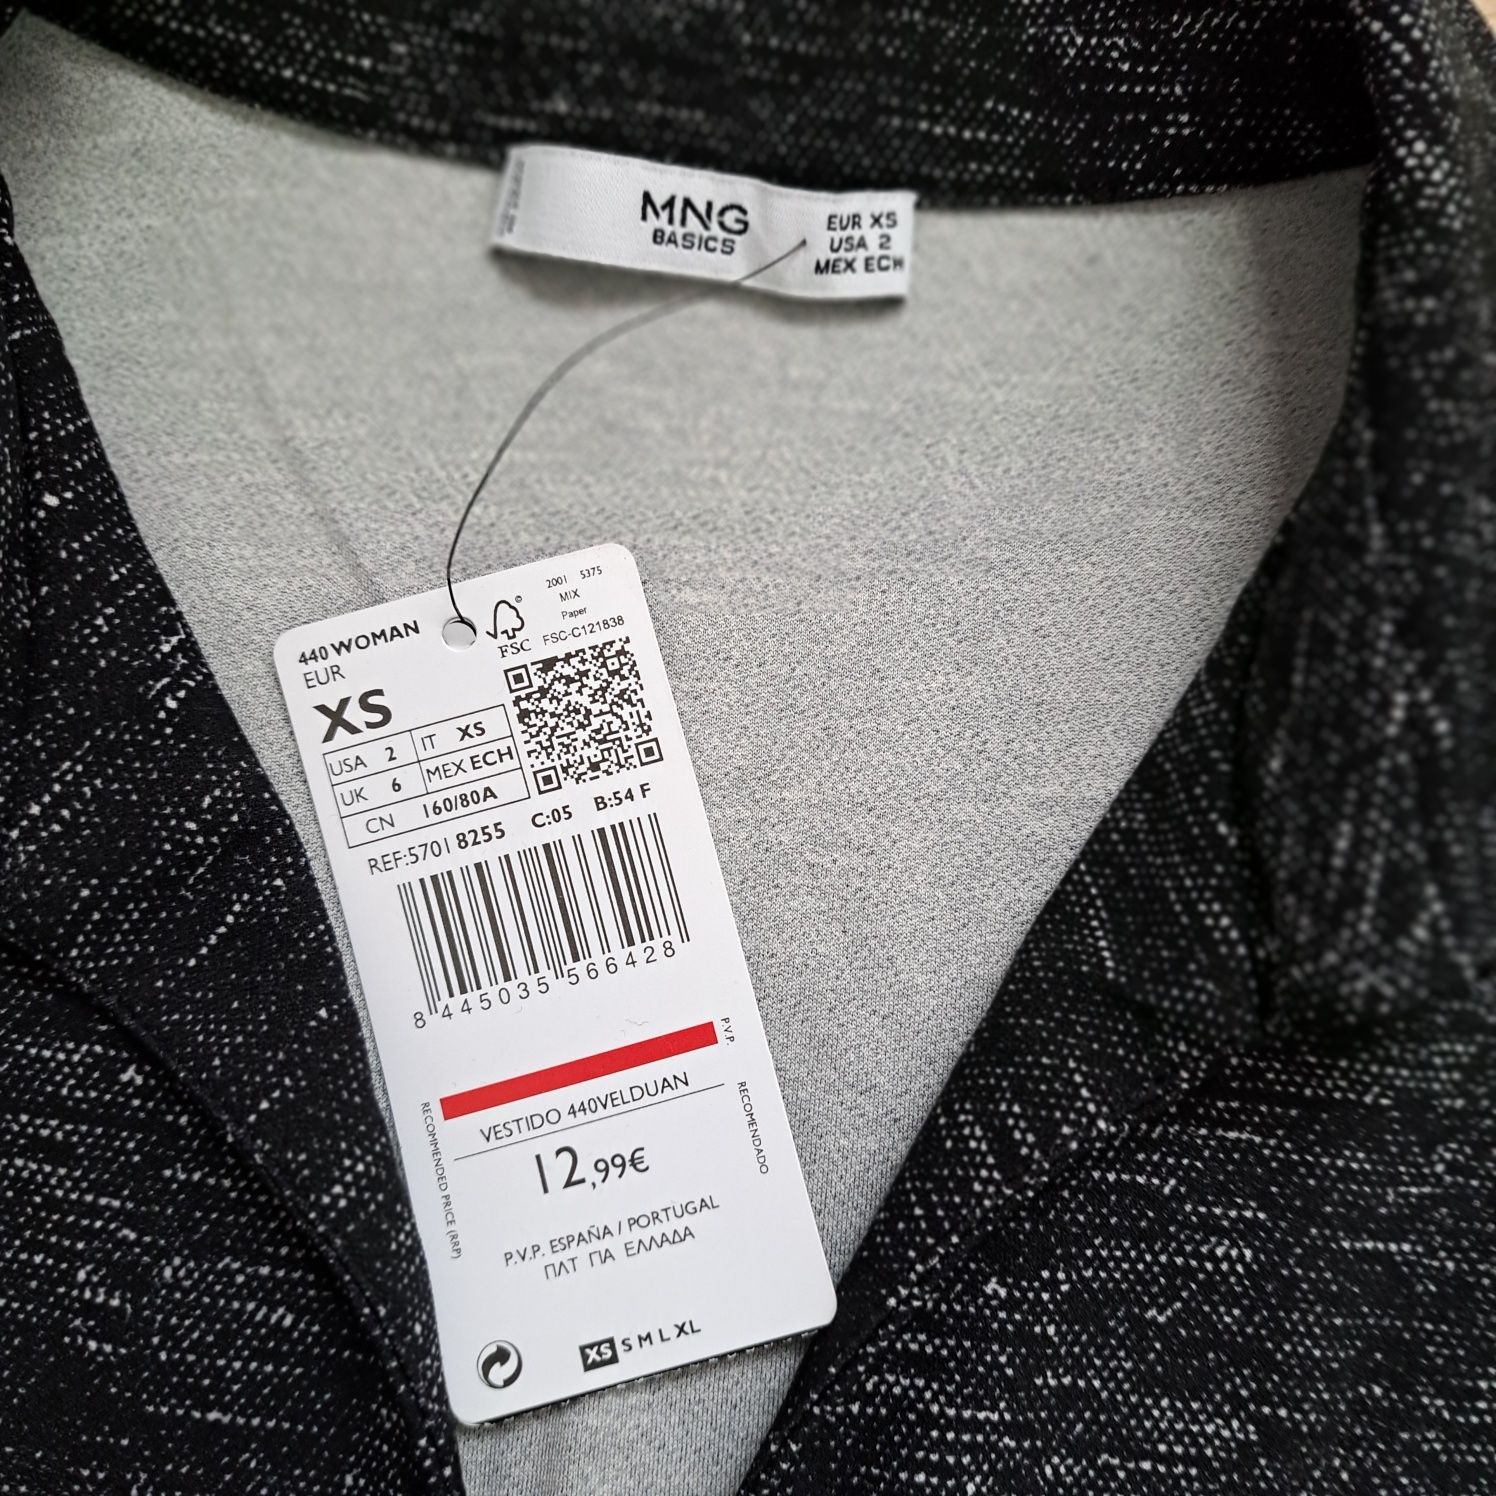 MNG
BASICS
EUR XS
USA 2
MEX ECH
440 WOMAN
EUR
XS
2001 5375
MIX
Paper
FSC-C121838
FSC
USA 2 IT XS
UK 6 MEX ECH
CN 160/80A
REF:5701 8255 C:05 B:54 F
8 445035 566428
P.V.P.
RECOMENDADO
RECOMMENDED PRICE (RRP)
VESTIDO 440VELDUAN
12,99€
P.V.P. ESPAÑA / PORTUGAL
ΠΛΤ ΓΙΑ ΕΛΛΑΔΑ
XS S M L XL